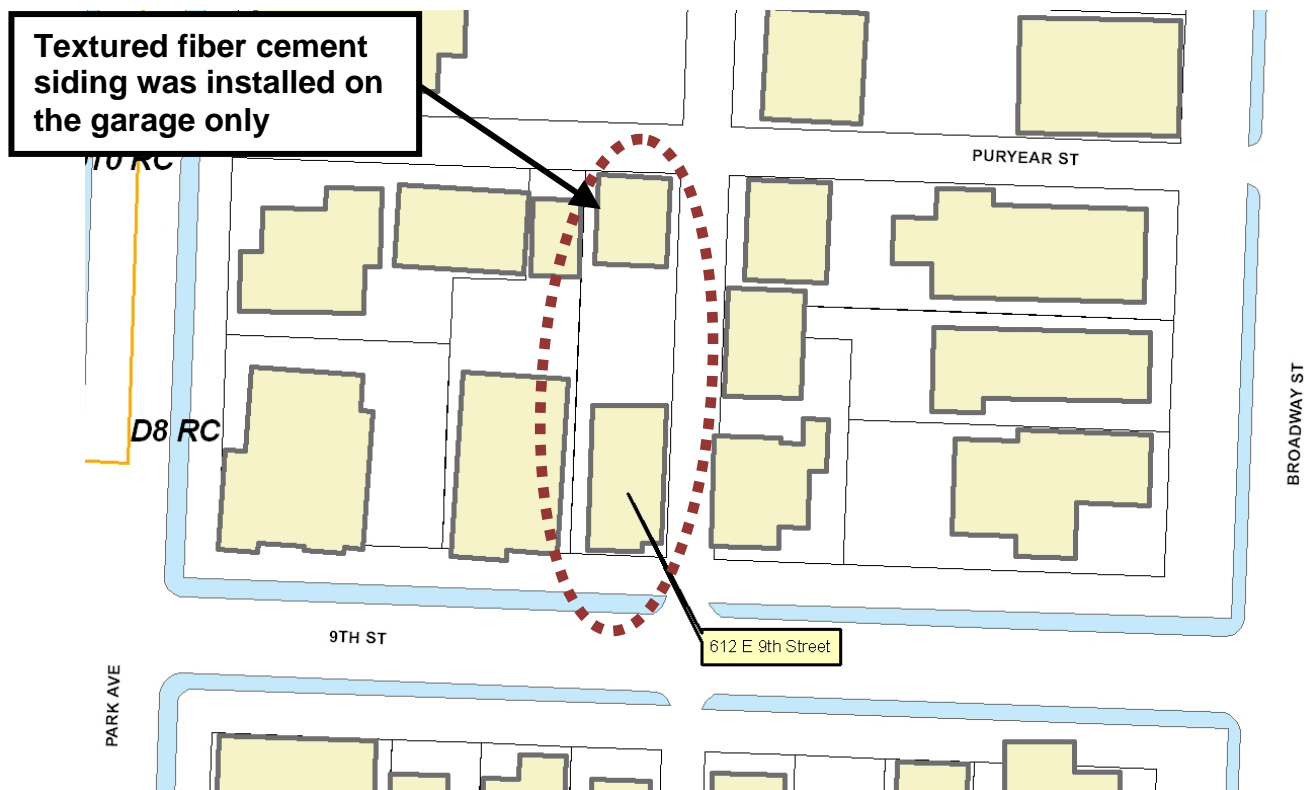 Textured fiber cement
siding was installed on
the garage only
RC
PURYEAR ST
D8 RC
BROADWAY ST
9TH ST
612 E 9th Street
PARK AVE